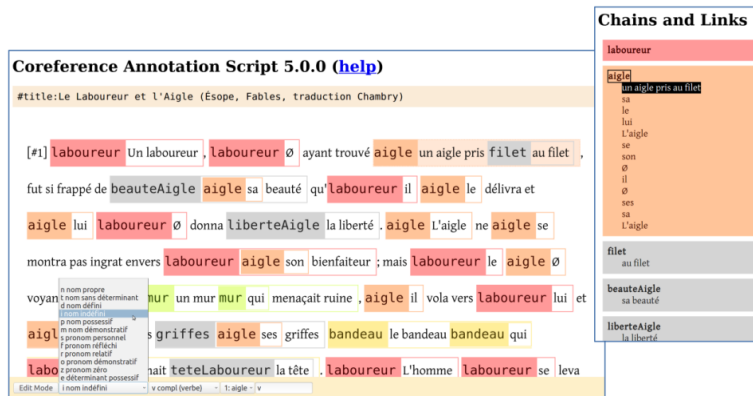 Coreference Annotation Script 5.0.0 (help)
#title:Le Laboureur et l'Aigle (Ésope, Fables, traduction Chambry)
[#1] laboureur Un laboureur , laboureur Ø ayant trouvé aigle un aigle pris filet au filet ,
fut si frappé de beauteAigle aigle sa beauté qu' laboureur il aigle le délivra et
aigle lui laboureur Ø donna liberteAigle la liberté . aigle L'aigle ne aigle se
montra pas ingrat envers laboureur aigle son bienfaiteur ; mais laboureur le aigle Ø
voyan mur un mur mur qui menaçait ruine , aigle il vola vers laboureur lui et
aigl s griffes aigle ses griffes bandeau le bandeau bandeau qui
labo hait teteLaboureur la tête . laboureur L'homme laboureur se leva
n nom propre
t nom sans déterminant
d nom défini
i nom indéfini
p nom possessif
m nom démonstratif
s pronom personnel
f pronom réfléchi
r pronom relatif
o pronom démonstratif
z pronom zéro
e déterminant possessif
Edit Mode i nom indéfini v compl (verbe) 1: aigle - v
Chains and Links
laboureur
aigle
un aigle pris au filet
sa
le
lui
L'aigle
se
son
Ø
il
Ø
ses
sa
L'aigle
filet
au filet
beauteAigle
sa beauté
liberteAigle
la liberté